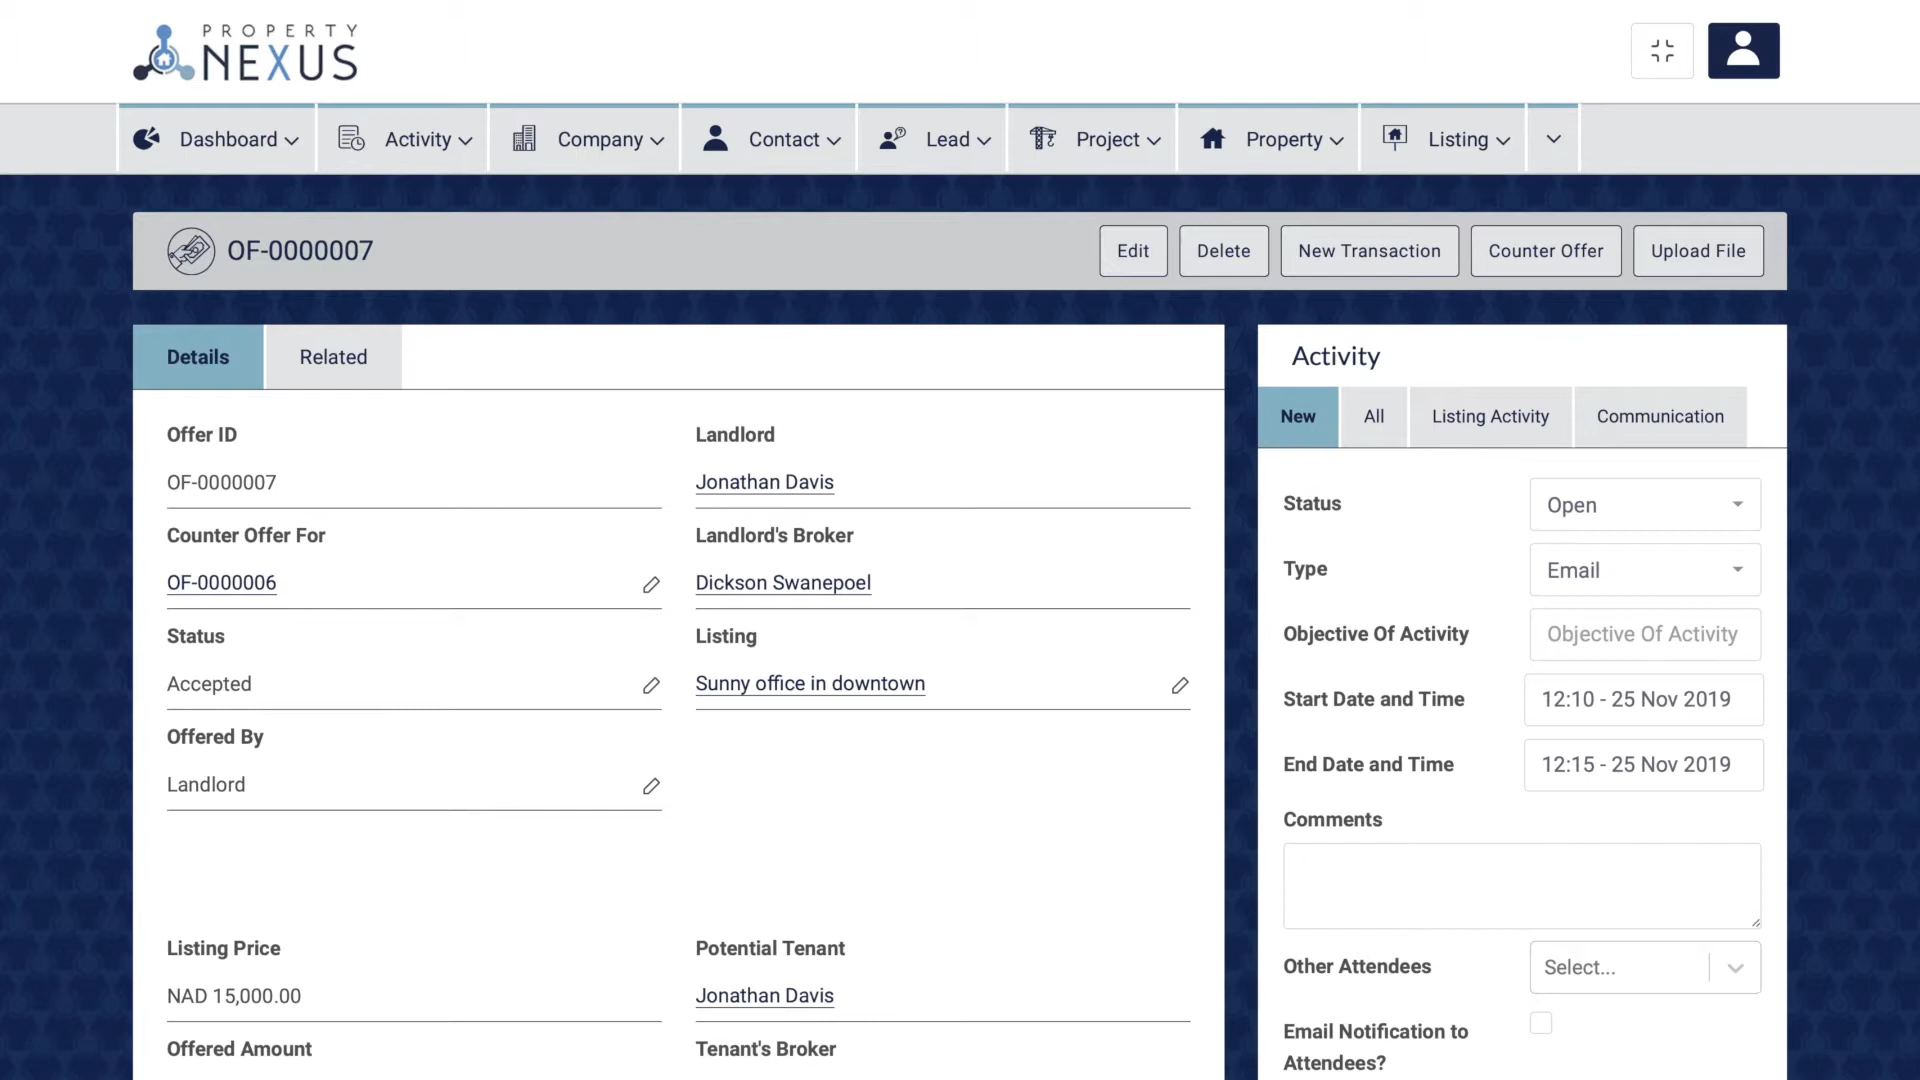 PROPERTY
NEXUS
Dashboard
Activity
Company
Contact
Lead
Project
Property
Listing
OF-0000007
Edit
Delete
New Transaction
Counter Offer
Upload File
Details
Related
Offer ID
OF-0000007
Counter Offer For
OF-0000006
Status
Accepted
Offered By
Landlord
Landlord
Jonathan Davis
Landlord's Broker
Dickson Swanepoel
Listing
Sunny office in downtown
Listing Price
NAD 15,000.00
Offered Amount
Potential Tenant
Jonathan Davis
Tenant's Broker
Activity
New
All
Listing Activity
Communication
Status
Open
Type
Email
Objective Of Activity
Objective Of Activity
Start Date and Time
12:10 - 25 Nov 2019
End Date and Time
12:15 - 25 Nov 2019
Comments
Other Attendees
Select...
Email Notification to
Attendees?